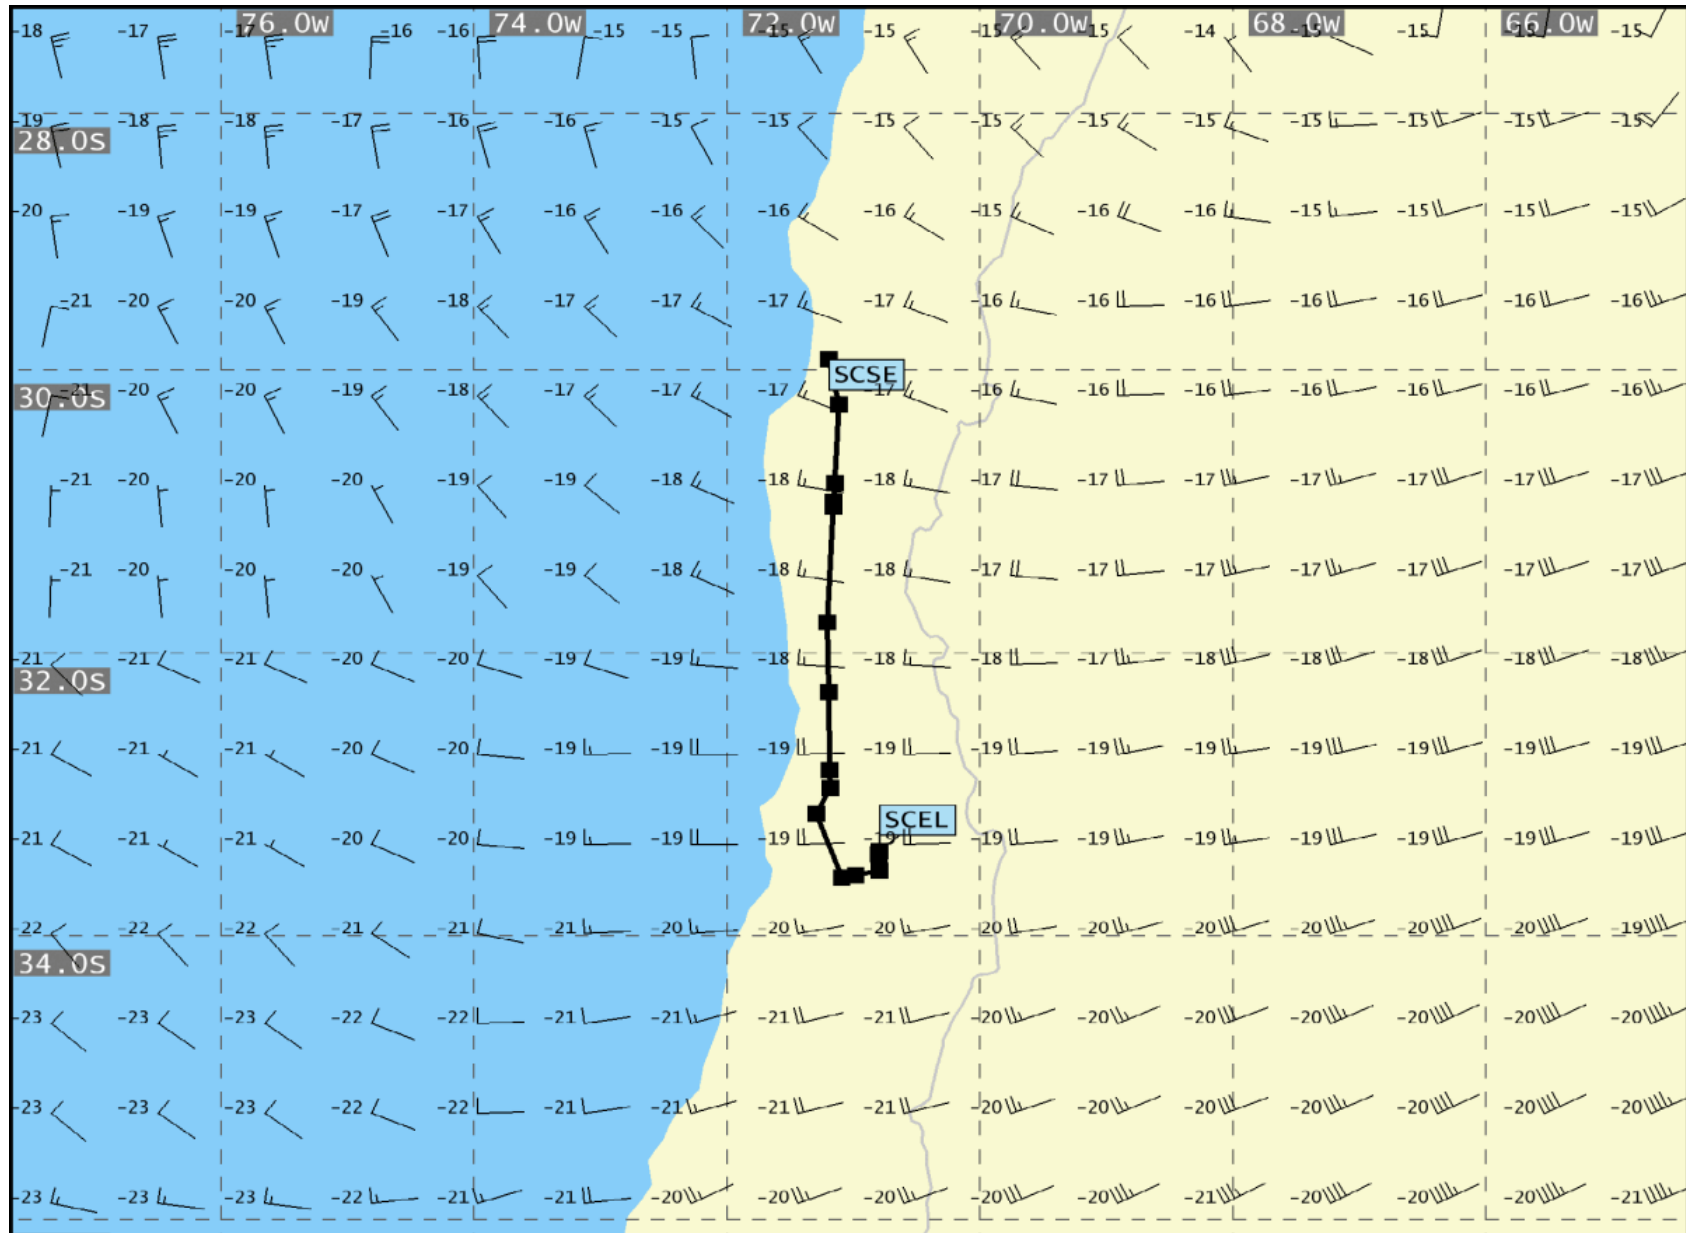 76.0W 74.0W 72.0W 70.0W 68.0W 66.0W
-18 -17 -17 -16 -16 -15 -15 -15 -15 -15 -15 -14 -15 -15 -15 -15
-19 -18 -18 -17 -16 -16 -15 -15 -15 -15 -15 -15 -15 -15 -15 -15
28.0S
-20 -19 -19 -17 -17 -16 -16 -16 -16 -15 -16 -16 -15 -15 -15 -15
-21 -20 -20 -19 -18 -17 -17 -17 -17 -16 -16 -16 -16 -16 -16 -16
SCSE
-21 -20 -20 -19 -18 -17 -17 -17 -17 -16 -16 -16 -16 -16 -16 -16
30.0S
-21 -20 -20 -20 -19 -19 -18 -18 -18 -17 -17 -17 -17 -17 -17 -17
-21 -20 -20 -20 -19 -19 -18 -18 -18 -17 -17 -17 -17 -17 -17 -17
-21 -21 -21 -20 -20 -19 -19 -18 -18 -18 -17 -18 -18 -18 -18 -18
32.0S
-21 -21 -21 -20 -20 -19 -19 -19 -19 -19 -19 -19 -19 -19 -19 -19
SCEL
-21 -21 -21 -20 -20 -19 -19 -19 -19 -19 -19 -19 -19 -19 -19 -19
-22 -22 -22 -21 -21 -21 -20 -20 -20 -20 -20 -20 -20 -20 -20 -19
34.0S
-23 -23 -23 -22 -22 -21 -21 -21 -21 -20 -20 -20 -20 -20 -20 -20
-23 -23 -23 -22 -22 -21 -21 -21 -21 -20 -20 -20 -20 -20 -20 -20
-23 -23 -23 -22 -21 -21 -20 -20 -20 -20 -20 -21 -20 -20 -20 -21